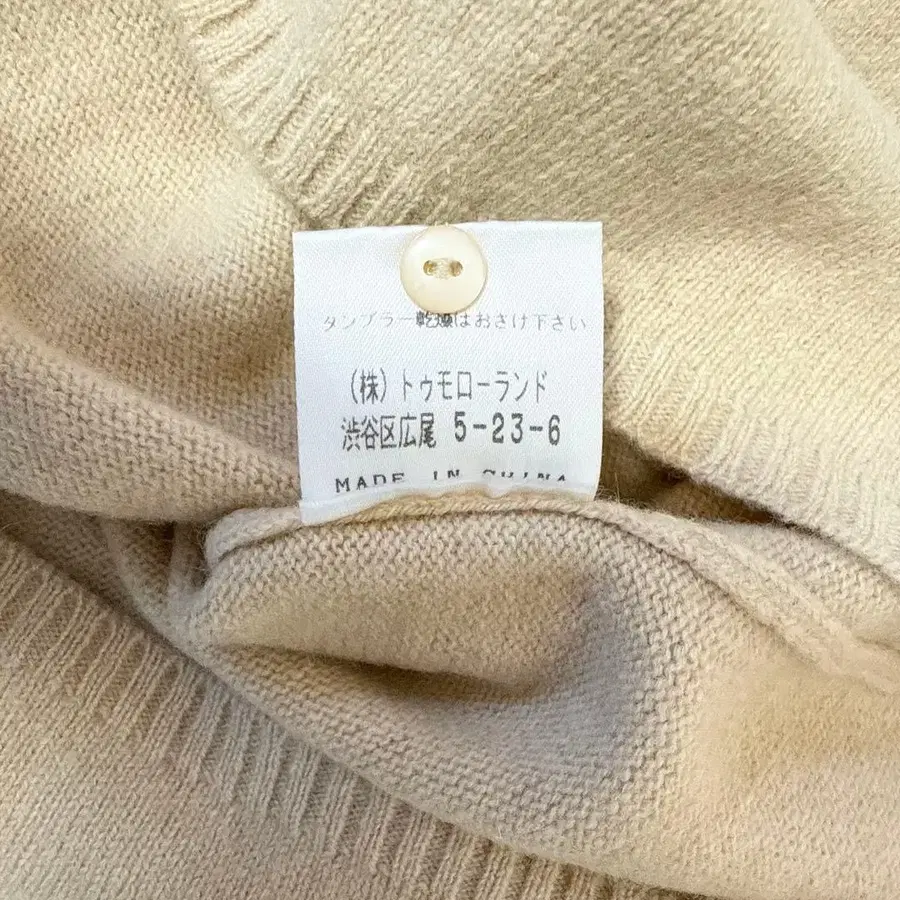 タンブラー乾燥はおさけ下さい
(株)トゥモローランド
渋谷区広尾 5-23-6
MADE IN CHINA